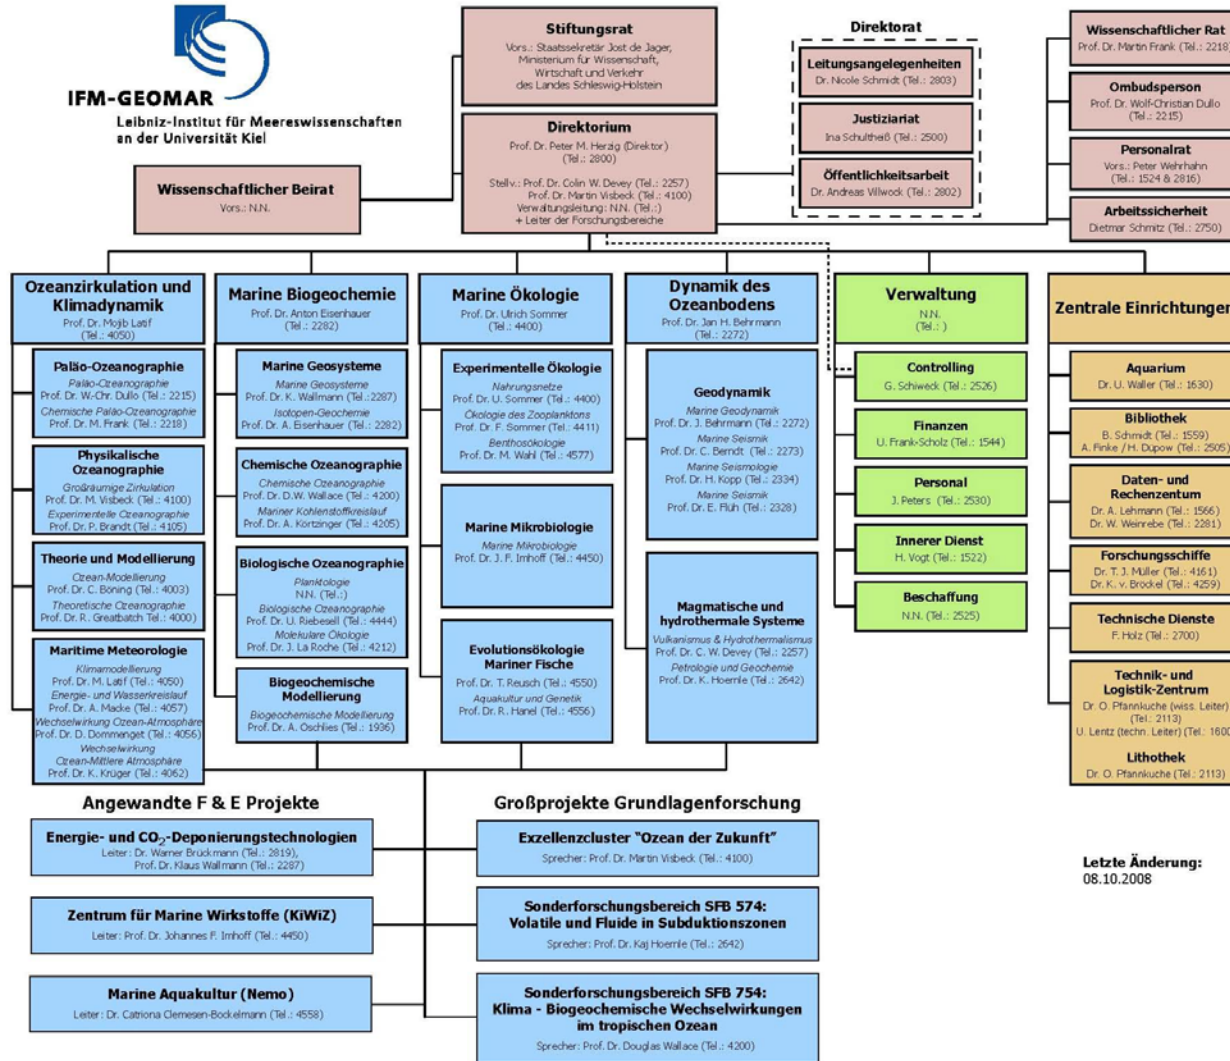 IFM-GEOMAR
Leibniz-Institut für Meereswissenschaften
an der Universität Kiel
Stiftungsrat
Vors.: Staatssekretär Jost de Jager,
Ministerium für Wissenschaft,
Wirtschaft und Verkehr
des Landes Schleswig-Holstein
Direktorium
Prof. Dr. Peter M. Herzig (Direktor)
(Tel.: 2800)
Stellv.: Prof. Dr. Colin W. Devey (Tel.: 2257)
Prof. Dr. Martin Visbeck (Tel.: 4100)
Verwaltungsleitung: N.N. (Tel.:)
+ Leiter der Forschungsbereiche
Wissenschaftlicher Beirat
Vors.: N.N.
Direktorat
Leitungsangelegenheiten
Dr. Nicole Schmidt (Tel.: 2803)
Justiziariat
Ina Schultheiß (Tel.: 2500)
Öffentlichkeitsarbeit
Dr. Andreas Villwock (Tel.: 2802)
Wissenschaftlicher Rat
Prof. Dr. Martin Frank (Tel.: 2218)
Ombudsperson
Prof. Dr. Wolf-Christian Dullo
(Tel.: 2215)
Personalrat
Vors.: Peter Wehrhahn
(Tel.: 1524 & 2816)
Arbeitssicherheit
Dietmar Schmitz (Tel.: 2750)
Ozeanzirkulation und
Klimadynamik
Prof. Dr. Mojib Latif
(Tel.: 4050)
Paläo-Ozeanographie
Paläo-Ozeanographie
Prof. Dr. W.-Chr. Dullo (Tel.: 2215)
Chemische Paläo-Ozeanographie
Prof. Dr. M. Frank (Tel.: 2218)
Physikalische
Ozeanographie
Großräumige Zirkulation
Prof. Dr. M. Visbeck (Tel.: 4100)
Experimentelle Ozeanographie
Prof. Dr. P. Brandt (Tel.: 4105)
Theorie und Modellierung
Ozean-Modellierung
Prof. Dr. C. Böning (Tel.: 4003)
Theoretische Ozeanographie
Prof. Dr. R. Greatbatch Tel.: 4000)
Maritime Meteorologie
Klimamodellierung
Prof. Dr. M. Latif (Tel.: 4050)
Energie- und Wasserkreislauf
Prof. Dr. A. Macke (Tel.: 4057)
Wechselwirkung Ozean-Atmosphäre
Prof. Dr. D. Dommenget (Tel.: 4056)
Wechselwirkung
Ozean-Mittlere Atmosphäre
Prof. Dr. K. Krüger (Tel.: 4062)
Marine Biogeochemie
Prof. Dr. Anton Eisenhauer
(Tel.: 2282)
Marine Geosysteme
Marine Geosysteme
Prof. Dr. K. Wallmann (Tel.:2287)
Isotopen-Geochemie
Prof. Dr. A. Eisenhauer (Tel.: 2282)
Chemische Ozeanographie
Chemische Ozeanographie
Prof. Dr. D.W. Wallace (Tel.: 4200)
Mariner Kohlenstoffkreislauf
Prof. Dr. A. Körtzinger (Tel.: 4205)
Biologische Ozeanographie
Planktologie
N.N. (Tel.:)
Biologische Ozeanographie
Prof. Dr. U. Riebesell (Tel.: 4444)
Molekulare Ökologie
Prof. Dr. J. La Roche (Tel.: 4212)
Biogeochemische
Modellierung
Biogeochemische Modellierung
Prof. Dr. A. Oschlies (Tel.: 1936)
Marine Ökologie
Prof. Dr. Ulrich Sommer
(Tel.: 4400)
Experimentelle Ökologie
Nahrungsnetze
Prof. Dr. U. Sommer (Tel.: 4400)
Ökologie des Zooplanktons
Prof. Dr. F. Sommer (Tel.: 4411)
Benthosökologie
Prof. Dr. M. Wahl (Tel.: 4577)
Marine Mikrobiologie
Marine Mikrobiologie
Prof. Dr. J. F. Imhoff (Tel.: 4450)
Evolutionsökologie
Mariner Fische
Prof. Dr. T. Reusch (Tel.: 4550)
Aquakultur und Genetik
Prof. Dr. R. Hanel (Tel.: 4556)
Dynamik des
Ozeanbodens
Prof. Dr. Jan H. Behrmann
(Tel.: 2272)
Geodynamik
Marine Geodynamik
Prof. Dr. J. Behrmann (Tel.: 2272)
Marine Seismik
Prof. Dr. C. Berndt (Tel.: 2273)
Marine Seismologie
Prof. Dr. H. Kopp (Tel.: 2334)
Marine Seismik
Prof. Dr. E. Flüh (Tel.: 2328)
Magmatische und
hydrothermale Systeme
Vulkanismus & Hydrothermalismus
Prof. Dr. C. W. Devey (Tel.: 2257)
Petrologie und Geochemie
Prof. Dr. K. Hoernle (Tel.: 2642)
Verwaltung
N.N.
(Tel.: )
Controlling
G. Schiweck (Tel.: 2526)
Finanzen
U. Frank-Scholz (Tel.: 1544)
Personal
J. Peters (Tel.: 2530)
Innerer Dienst
H. Vogt (Tel.: 1522)
Beschaffung
N.N. (Tel.: 2525)
Zentrale Einrichtungen
Aquarium
Dr. U. Waller (Tel.: 1630)
Bibliothek
B. Schmidt (Tel.: 1559)
A. Finke / H. Düpow (Tel.: 2505)
Daten- und
Rechenzentum
Dr. A. Lehmann (Tel.: 1566)
Dr. W. Weinrebe (Tel.: 2281)
Forschungsschiffe
Dr. T. J. Müller (Tel.: 4161)
Dr. K. v. Bröckel (Tel.: 4259)
Technische Dienste
F. Holz (Tel.: 2700)
Technik- und
Logistik-Zentrum
Dr. O. Pfannkuche (wiss. Leiter)
(Tel.: 2113)
U. Lentz (techn. Leiter) (Tel.: 1600
Lithothek
Dr. O. Pfannkuche (Tel.: 2113)
Angewandte F & E Projekte
Energie- und CO₂-Deponierungstechnologien
Leiter: Dr. Warner Brückmann (Tel.: 2819),
Prof. Dr. Klaus Wallmann (Tel.: 2287)
Zentrum für Marine Wirkstoffe (KiWiZ)
Leiter: Prof. Dr. Johannes F. Imhoff (Tel.: 4450)
Marine Aquakultur (Nemo)
Leiter: Dr. Catriona Clemesen-Bockelmann (Tel.: 4558)
Großprojekte Grundlagenforschung
Exzellenzcluster "Ozean der Zukunft"
Sprecher: Prof. Dr. Martin Visbeck (Tel.: 4100)
Sonderforschungsbereich SFB 574:
Volatile und Fluide in Subduktionszonen
Sprecher: Prof. Dr. Kaj Hoernle (Tel.: 2642)
Sonderforschungsbereich SFB 754:
Klima - Biogeochemische Wechselwirkungen
im tropischen Ozean
Sprecher: Prof. Dr. Douglas Wallace (Tel.: 4200)
Letzte Änderung:
08.10.2008